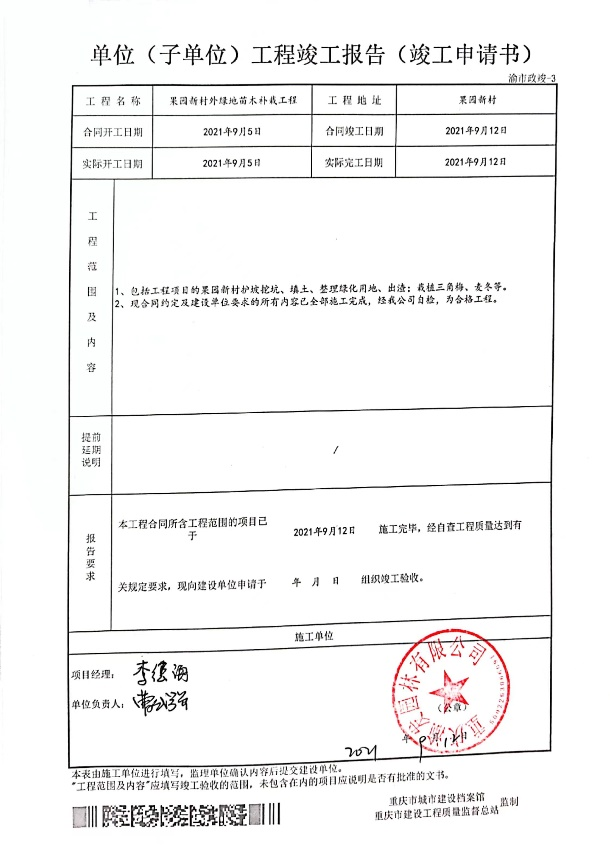 单位（子单位）工程竣工报告（竣工申请书）
渝市政竣-3
工程名称 果园新村外绿地苗木补栽工程 工程地址 果园新村
合同开工日期 2021年9月5日 合同竣工日期 2021年9月12日
实际开工日期 2021年9月5日 实际完工日期 2021年9月12日
工程范围及内容
1、包括工程项目的果园新村护坡挖坑、填土、整理绿化用地、出渣；栽植三角梅、麦冬等。
2、现合同约定及建设单位要求的所有内容已全部施工完成，经我公司自检，为合格工程。
提前延期说明 /
报告要求
本工程合同所含工程范围的项目已于 2021年9月12日 施工完毕，经自查工程质量达到有
关规定要求，现向建设单位申请于 年 月 日 组织竣工验收。
施工单位
项目经理：
单位负责人：
园林有限公司
（公章）
2021 年 9
本表由施工单位进行填写，监理单位确认内容后提交建设单位。
"工程范围及内容"应填写竣工验收的范围，未包含在内的项目应说明是否有批准的文书。
重庆市城市建设档案馆
重庆市建设工程质量监督总站 监制